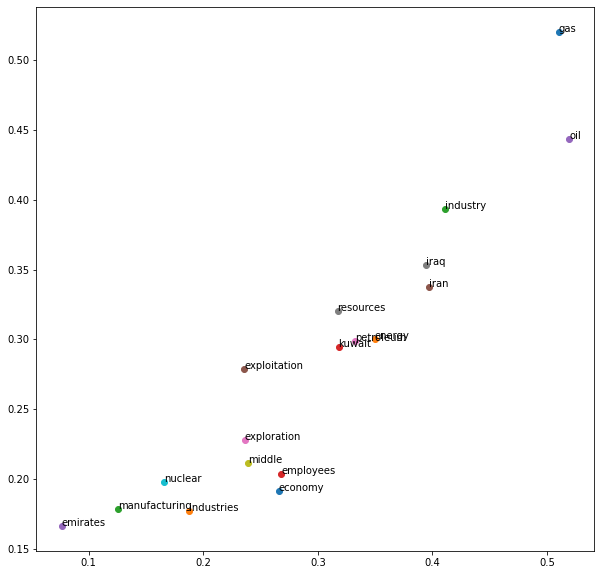 gas
0.50
0.45
oil
0.40
industry
0.35
iraq
iran
resources
0.30
energy
petroleum
kuwait
exploitation
0.25
exploration
middle
employees
0.20
nuclear
economy
manufacturing
industries
emirates
0.15
0.1 0.2 0.3 0.4 0.5